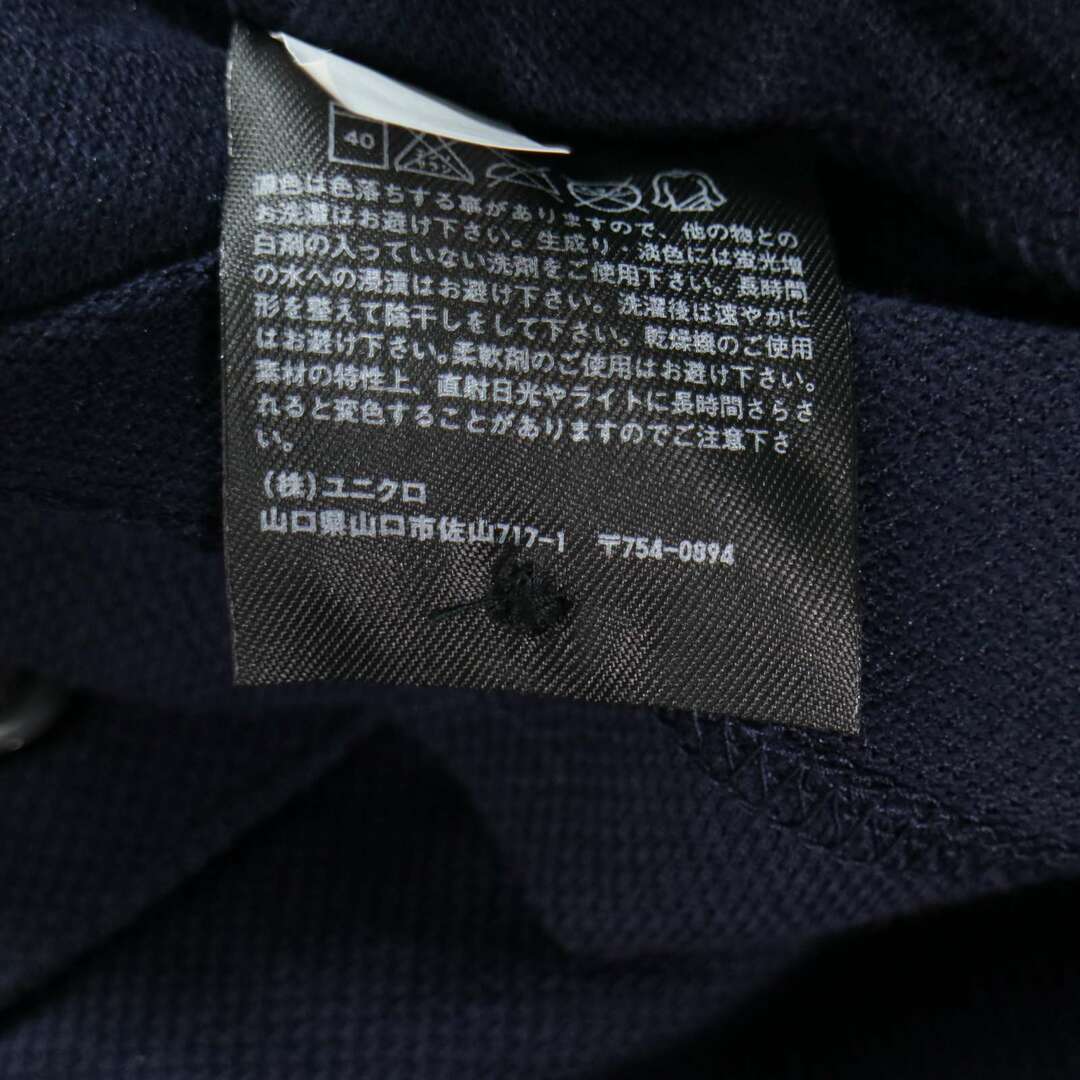 40
濃色は色落ちする事がありますので、他の物との
お洗濯はお避け下さい。生成り・淡色には蛍光増
白剤の入っていない洗剤をご使用下さい。長時間
の水への浸漬はお避け下さい。洗濯後は速やかに
形を整えて陰干しをして下さい。乾燥機のご使用
はお避け下さい。柔軟剤のご使用はお避け下さい。
素材の特性上、直射日光やライトに長時間さらさ
れると変色することがありますのでご注意下さ
い。
(株)ユニクロ
山口県山口市佐山717-1 〒754-0894